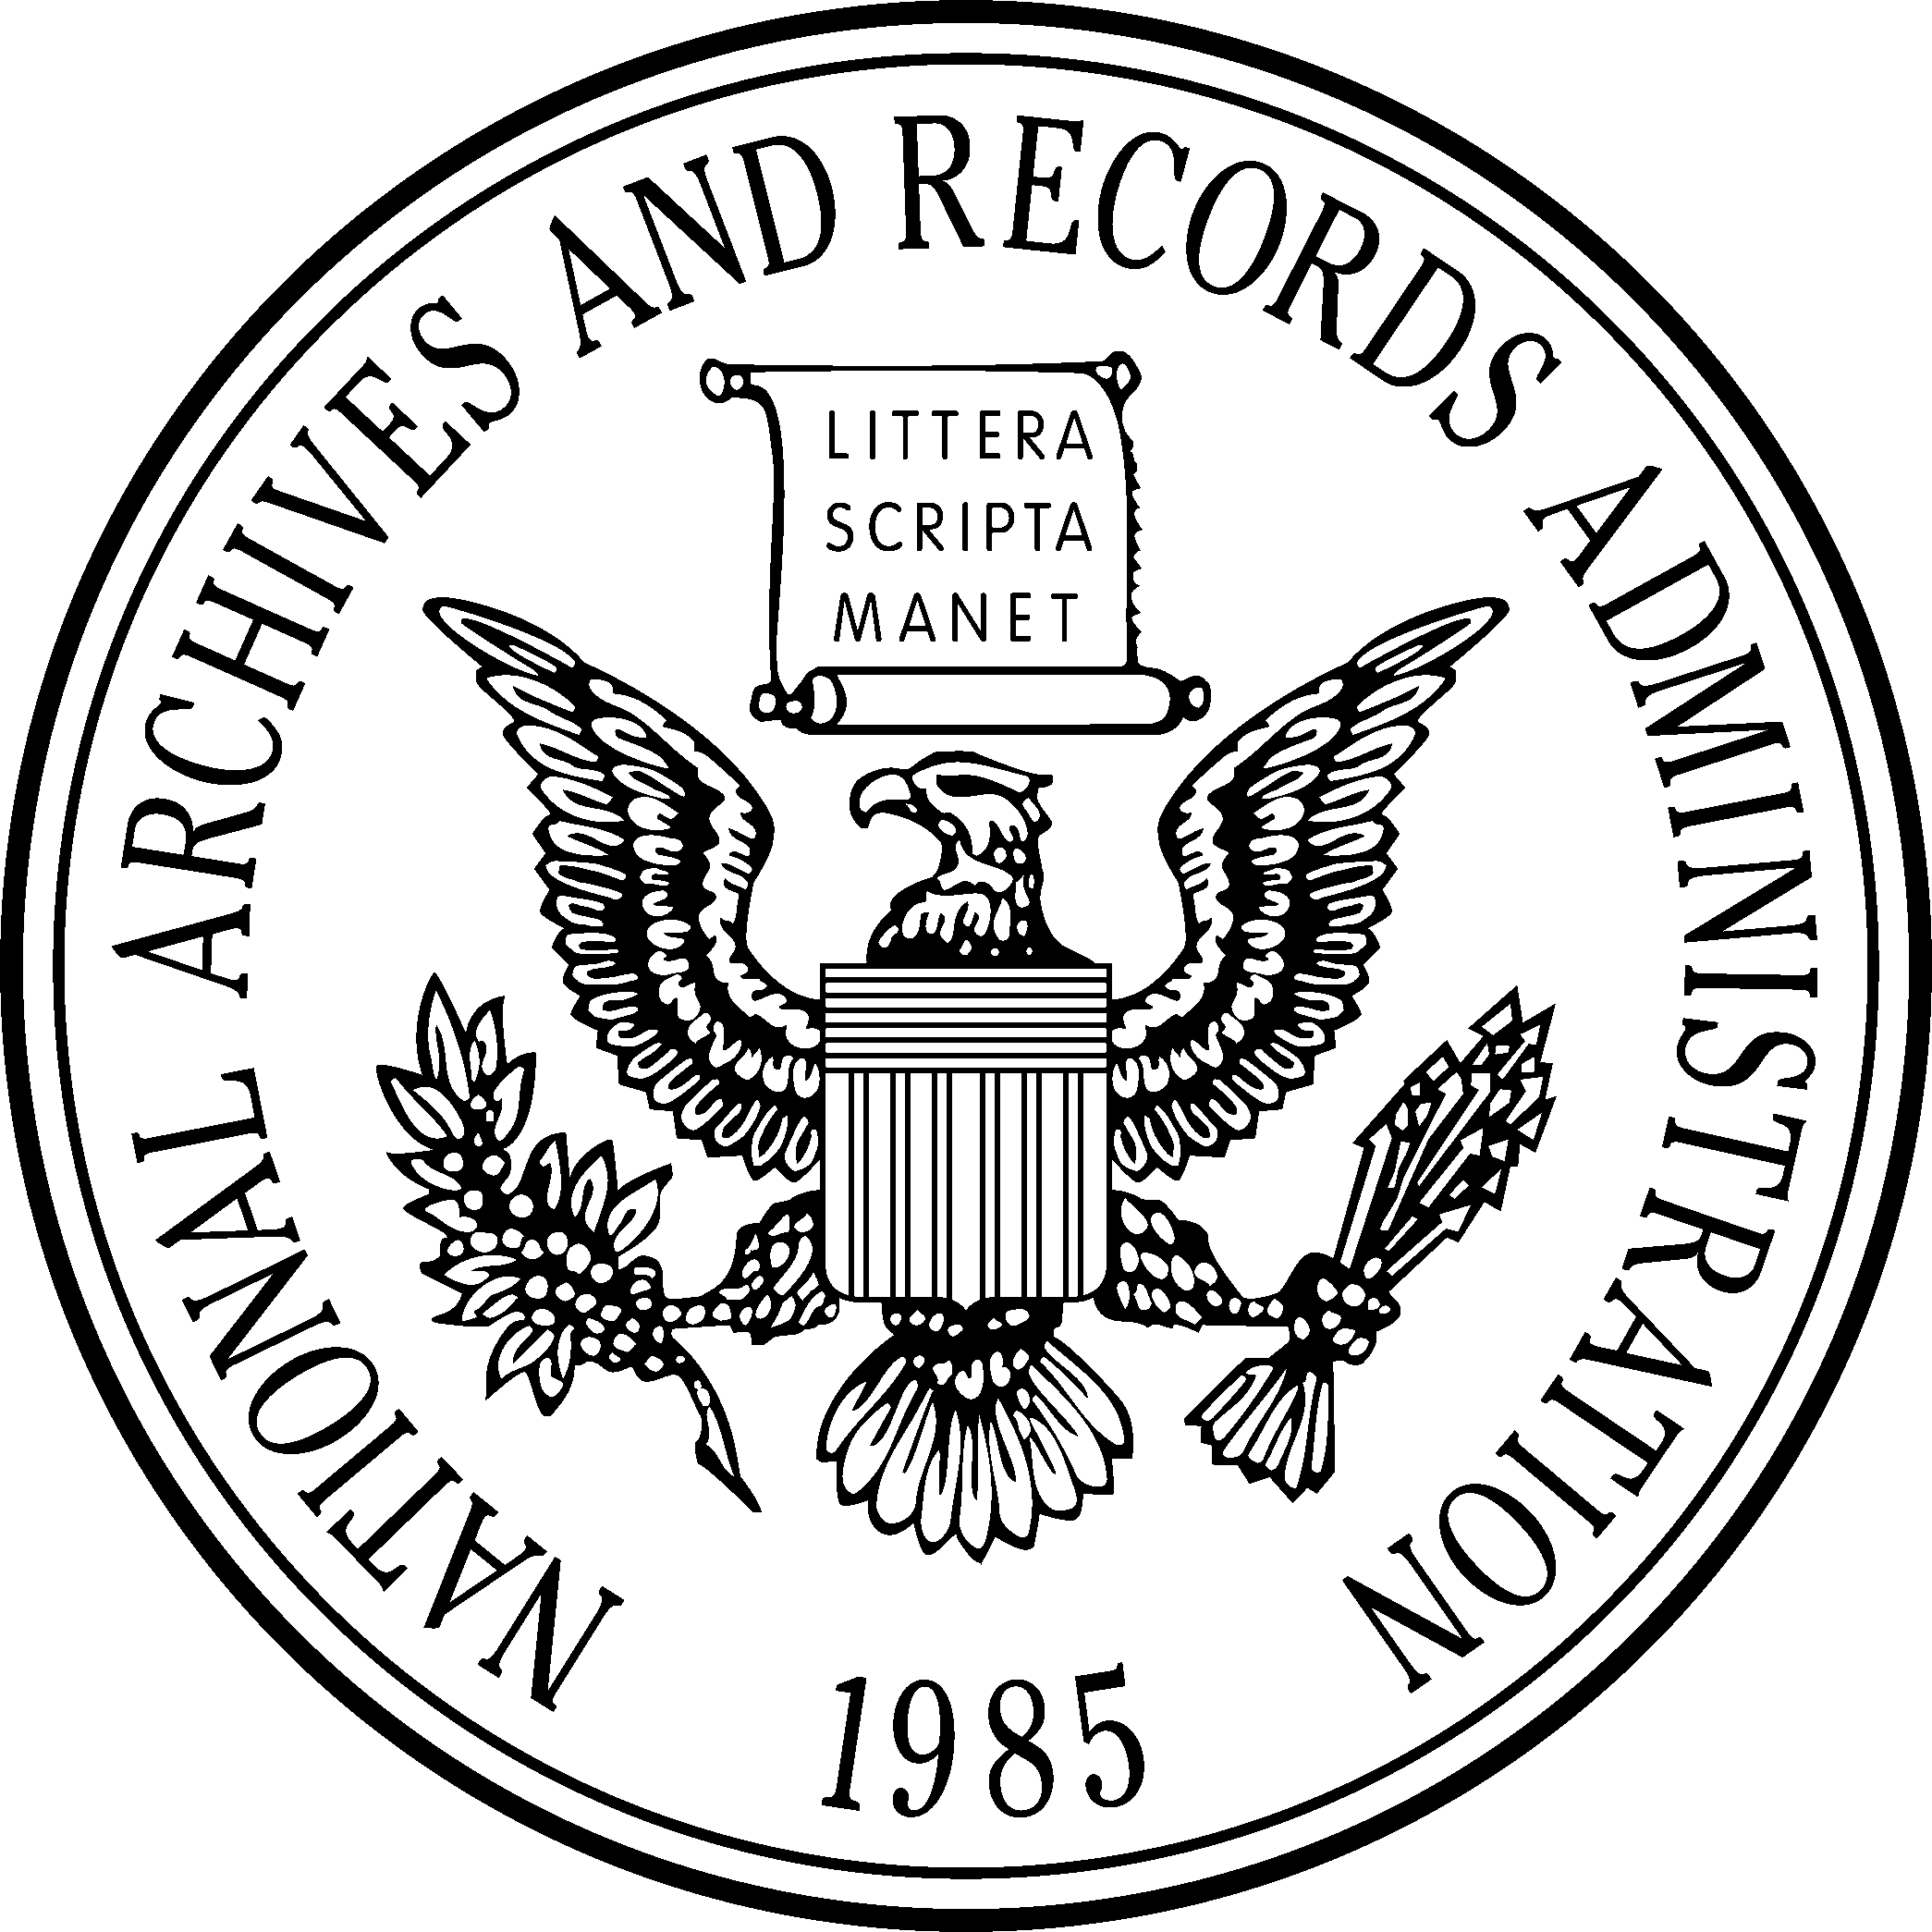 NATIONAL ARCHIVES AND RECORDS ADMINISTRATION
LITTERA
SCRIPTA
MANET
1985